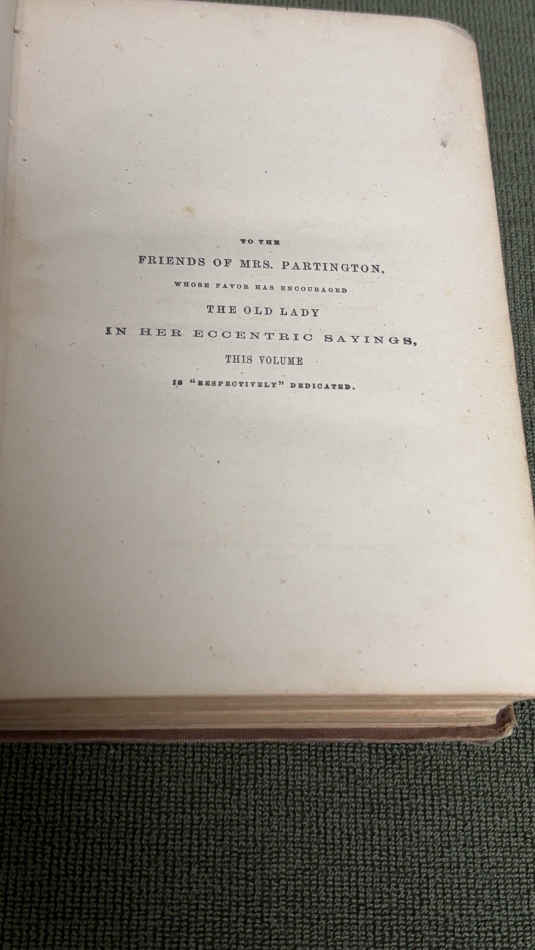 TO THE
FRIENDS OF MRS. PARTINGTON,
WHOSE FAVOR HAS ENCOURAGED
THE OLD LADY
IN HER ECCENTRIC SAYINGS,
THIS VOLUME
IS "RESPECTIVELY" DEDICATED.